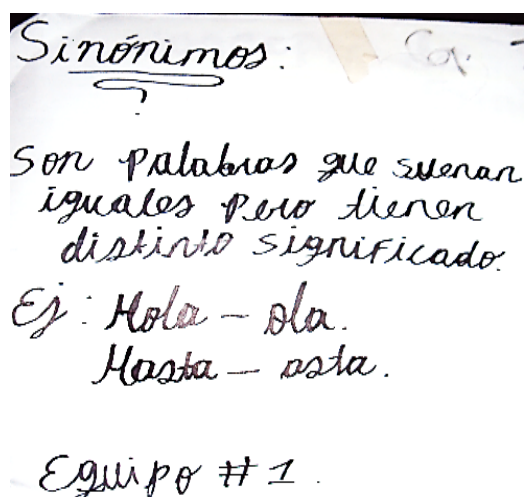 Sinónimos:
Son palabras que suenan
iguales pero tienen
distinto significado.
Ej: Hola – ola.
Hasta – asta.
Equipo # 1.